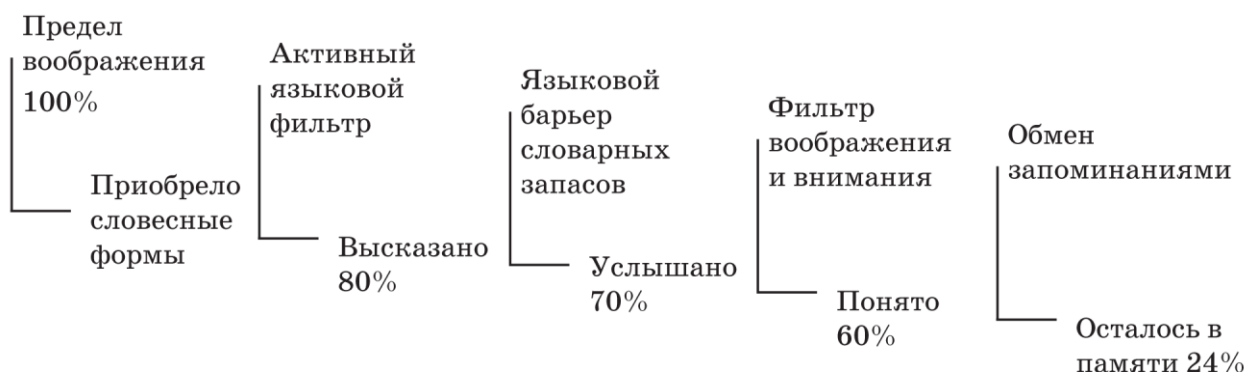 Предел
воображения
100%
Приобрело
словесные
формы
Активный
языковой
фильтр
Высказано
80%
Языковой
барьер
словарных
запасов
Услышано
70%
Фильтр
воображения
и внимания
Понято
60%
Обмен
запоминаниями
Осталось в
памяти 24%